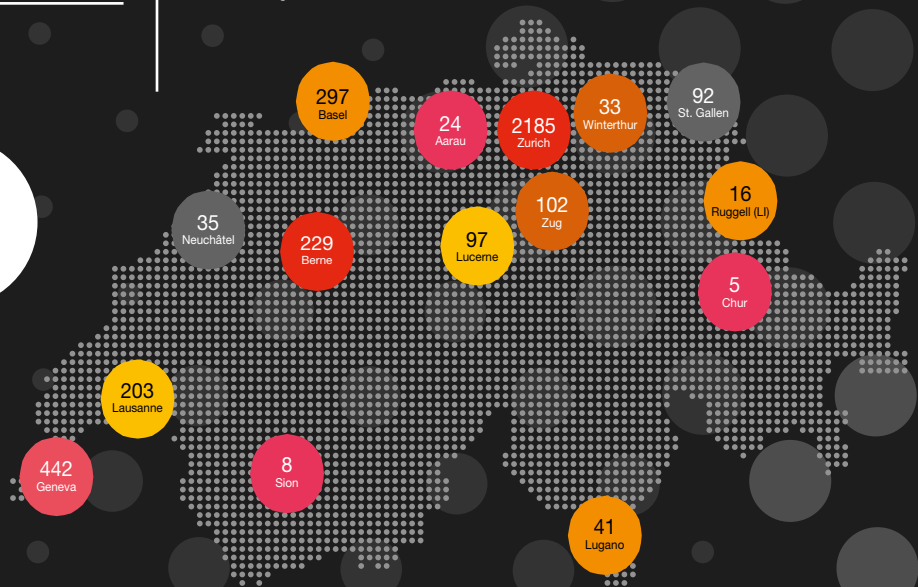 297
Basel
24
Aarau
2185
Zurich
33
Winterthur
92
St. Gallen
35
Neuchâtel
229
Berne
97
Lucerne
102
Zug
16
Ruggell (LI)
5
Chur
203
Lausanne
442
Geneva
8
Sion
41
Lugano